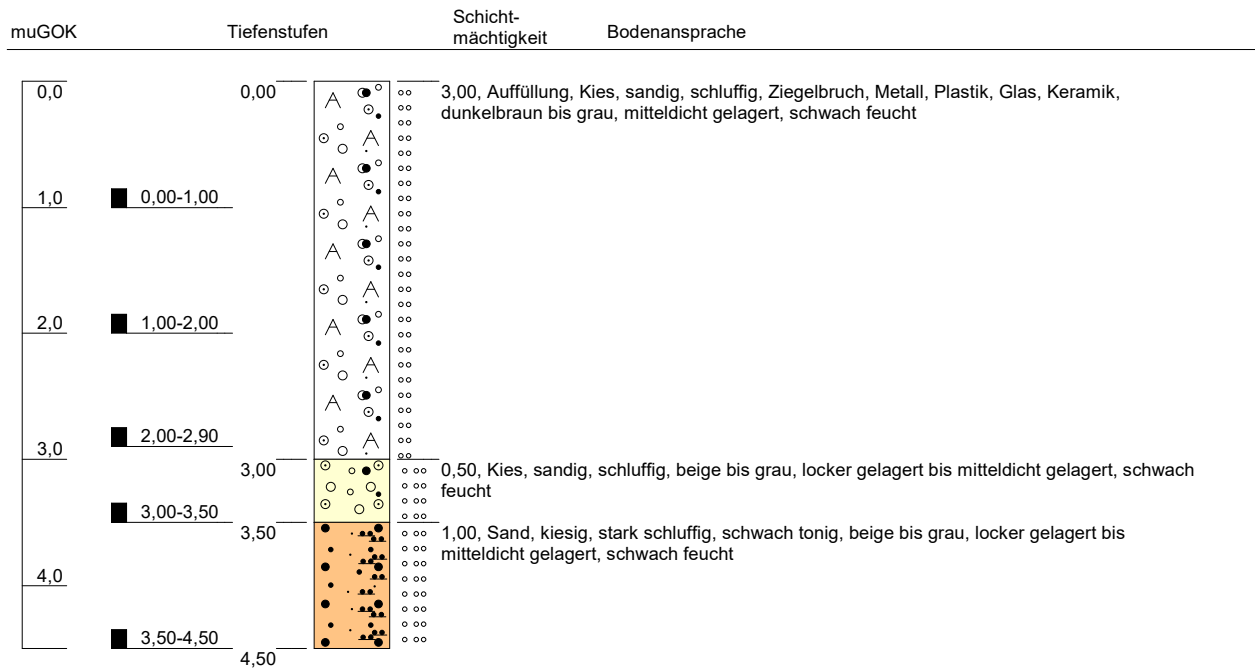 muGOK Tiefenstufen Schicht-
mächtigkeit Bodenansprache
0,0 0,00 3,00, Auffüllung, Kies, sandig, schluffig, Ziegelbruch, Metall, Plastik, Glas, Keramik,
dunkelbraun bis grau, mitteldicht gelagert, schwach feucht
1,0 0,00-1,00
2,0 1,00-2,00
3,0 2,00-2,90
3,00 0,50, Kies, sandig, schluffig, beige bis grau, locker gelagert bis mitteldicht gelagert, schwach
feucht
3,00-3,50
3,50 1,00, Sand, kiesig, stark schluffig, schwach tonig, beige bis grau, locker gelagert bis
mitteldicht gelagert, schwach feucht
4,0
3,50-4,50
4,50